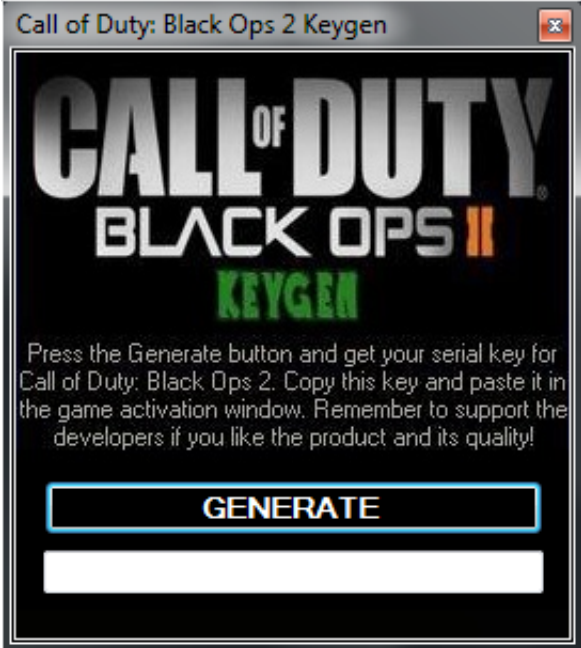 Call of Duty: Black Ops 2 Keygen
CALL OF DUTY®
BLACK OPS II
KEYGEN
Press the Generate button and get your serial key for
Call of Duty: Black Ops 2. Copy this key and paste it in
the game activation window. Remember to support the
developers if you like the product and its quality!
GENERATE